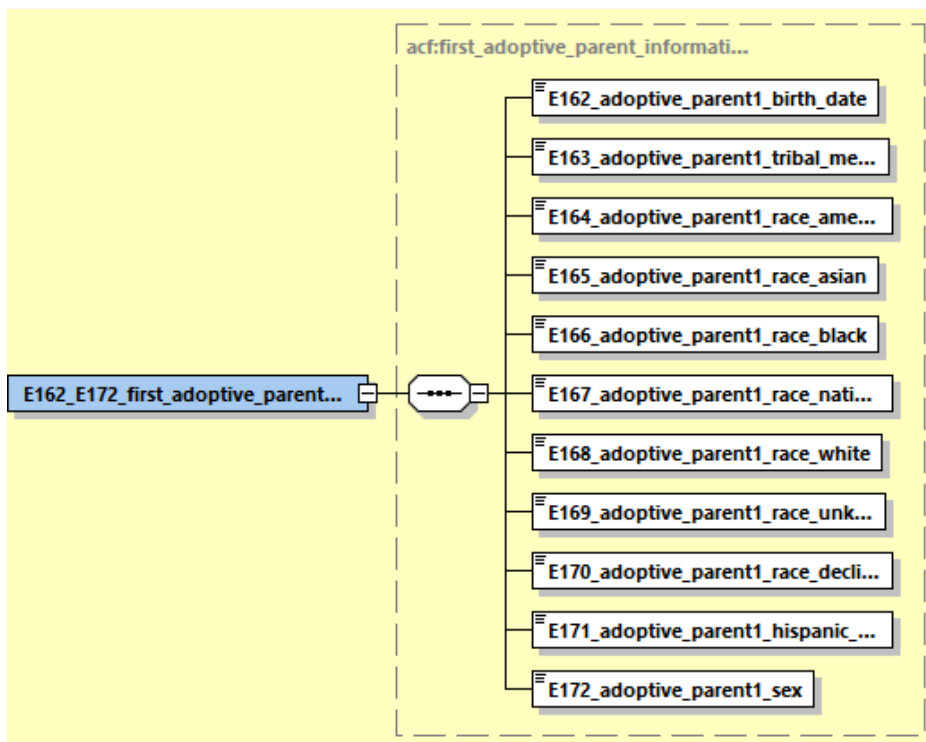 acf:first_adoptive_parent_informati...
E162_adoptive_parent1_birth_date
E163_adoptive_parent1_tribal_me...
E164_adoptive_parent1_race_ame...
E165_adoptive_parent1_race_asian
E166_adoptive_parent1_race_black
E162_E172_first_adoptive_parent...
E167_adoptive_parent1_race_nati...
E168_adoptive_parent1_race_white
E169_adoptive_parent1_race_unk...
E170_adoptive_parent1_race_decli...
E171_adoptive_parent1_hispanic_...
E172_adoptive_parent1_sex